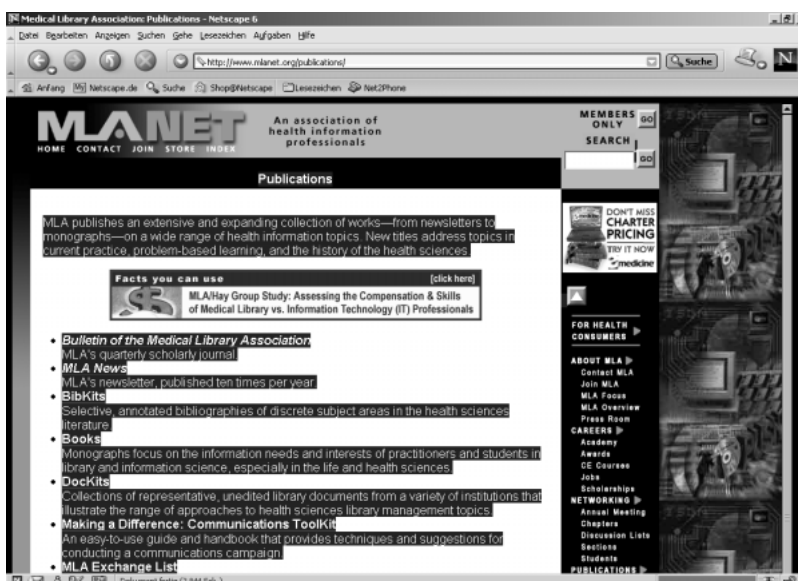 Medical Library Association: Publications - Netscape 6
Datei Bearbeiten Anzeigen Suchen Gehe Lesezeichen Aufgaben Hilfe
http://www.mlanet.org/publications/
Suche
N
Anfang Netscape.de Suche Shop@Netscape Lesezeichen Net2Phone
MLANET
HOME CONTACT JOIN STORE INDEX
An association of
health information
professionals
MEMBERS
ONLY
GO
SEARCH
GO
Publications
MLA publishes an extensive and expanding collection of works—from newsletters to
monographs—on a wide range of health information topics. New titles address topics in
current practice, problem-based learning, and the history of the health sciences.
Facts you can use [click here]
MLA/Hay Group Study: Assessing the Compensation & Skills
of Medical Library vs. Information Technology (IT) Professionals
• Bulletin of the Medical Library Association
MLA's quarterly scholarly journal.
• MLA News
MLA's newsletter, published ten times per year.
• BibKits
Selective, annotated bibliographies of discrete subject areas in the health sciences
literature.
• Books
Monographs focus on the information needs and interests of practitioners and students in
library and information science, especially in the life and health sciences.
• DocKits
Collections of representative, unedited library documents from a variety of institutions that
illustrate the range of approaches to health sciences library management topics.
• Making a Difference: Communications ToolKit
An easy-to-use guide and handbook that provides techniques and suggestions for
conducting a communications campaign.
• MLA Exchange List
DON'T MISS
CHARTER
PRICING
TRY IT NOW
medicine
FOR HEALTH
CONSUMERS
ABOUT MLA
Contact MLA
Join MLA
MLA Focus
MLA Overview
Press Room
CAREERS
Academy
Awards
CE Courses
Jobs
Scholarships
NETWORKING
Annual Meeting
Chapters
Discussion Lists
Sections
Students
PUBLICATIONS